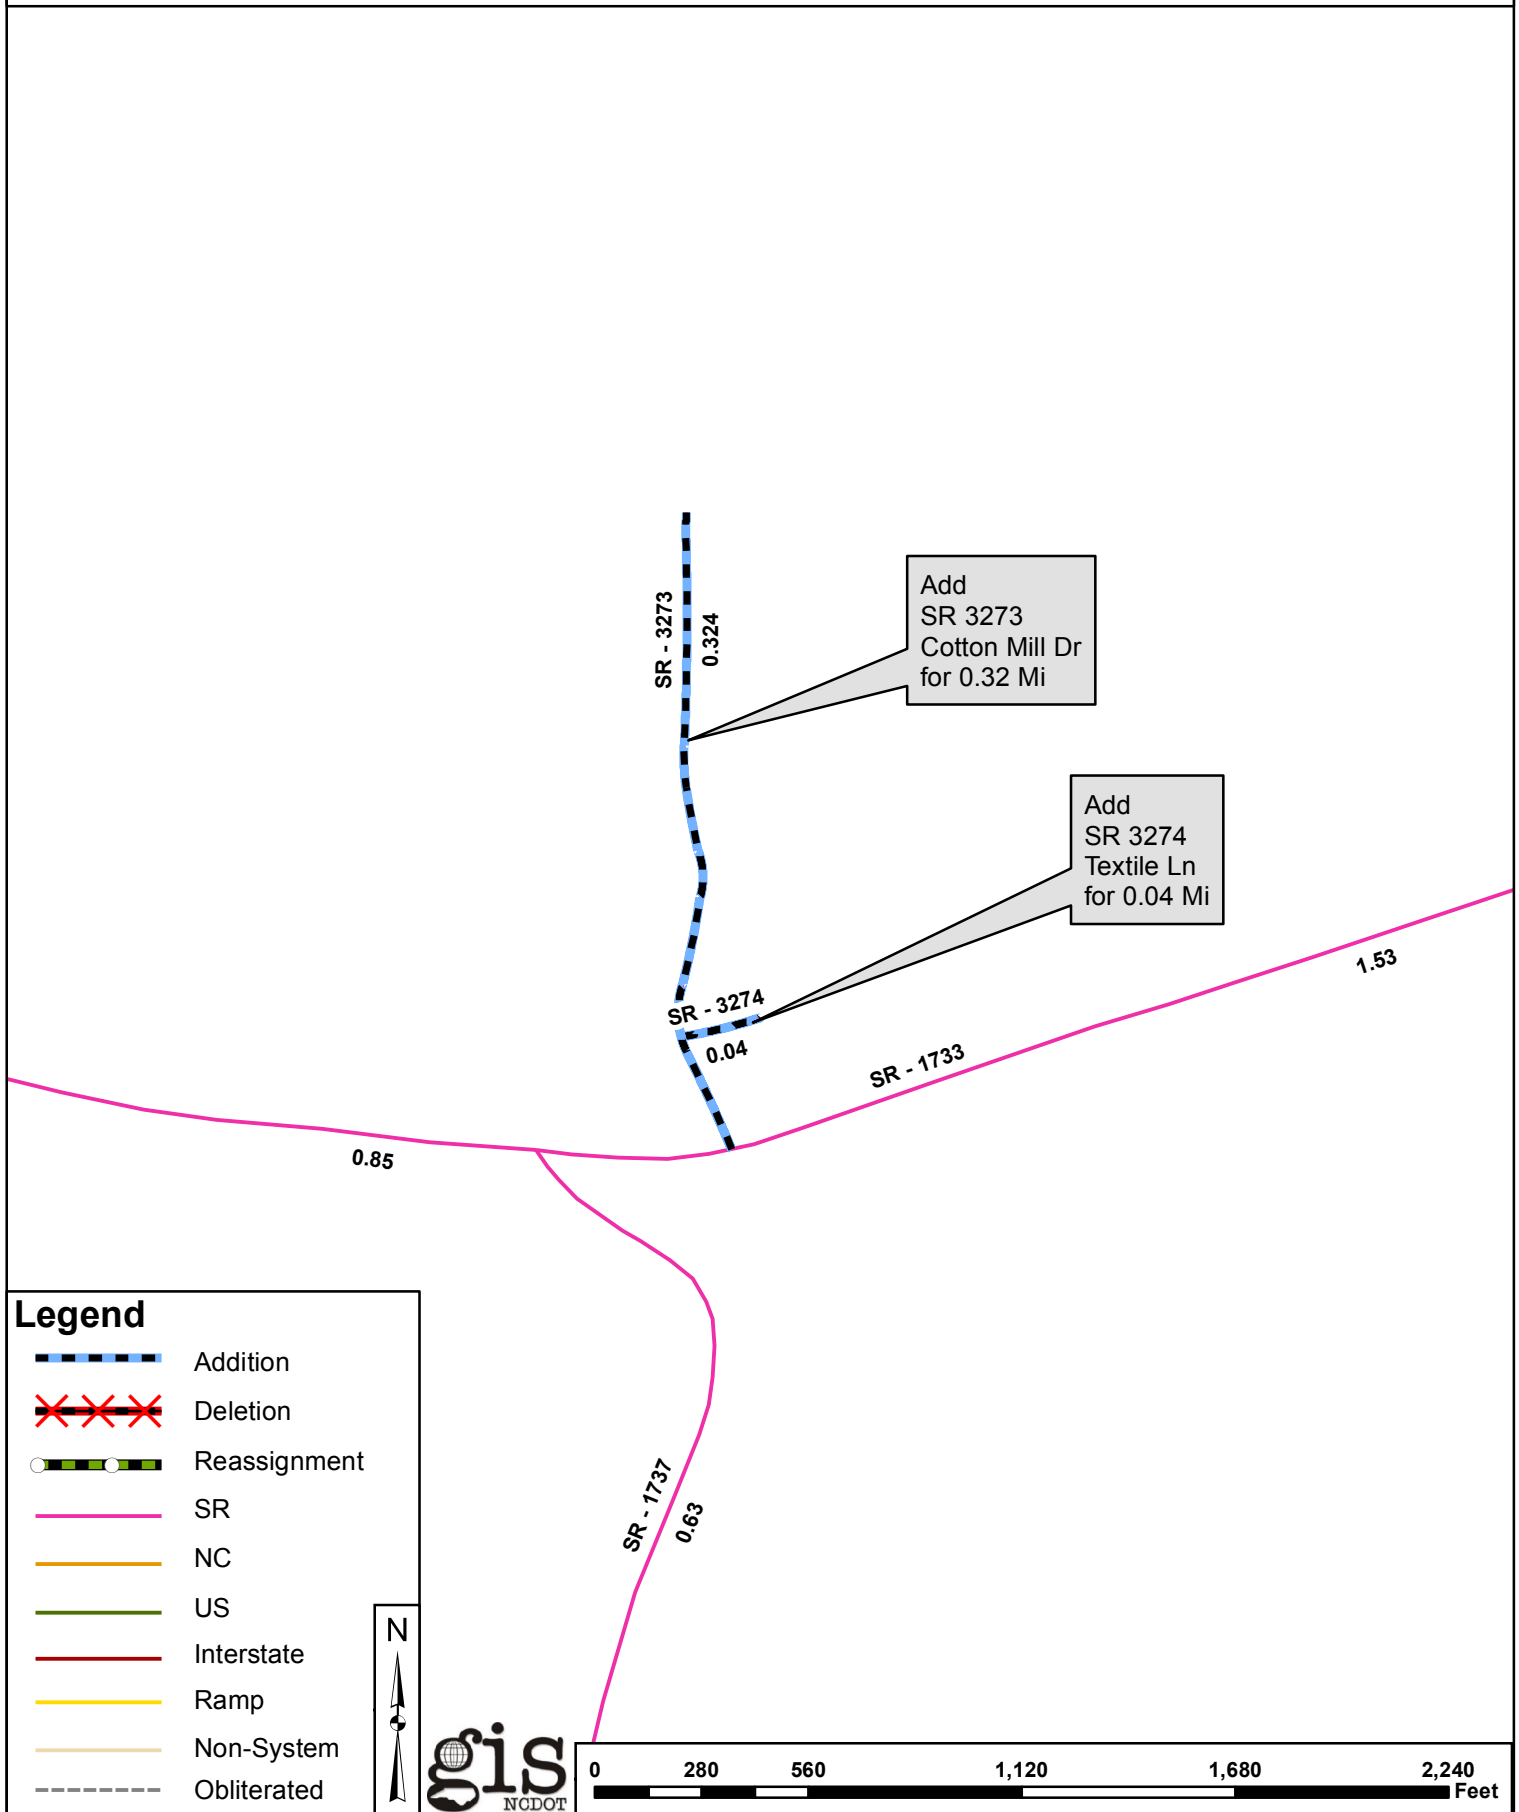 SR - 3273
0.324
Add
SR 3273
Cotton Mill Dr
for 0.32 Mi
Add
SR 3274
Textile Ln
for 0.04 Mi
SR - 3274
0.04
1.53
SR - 1733
0.85
SR - 1737
0.63
Legend
Addition
Deletion
Reassignment
SR
NC
US
Interstate
Ramp
Non-System
Obliterated
N
gis
NCDOT
0 280 560 1,120 1,680 2,240
Feet